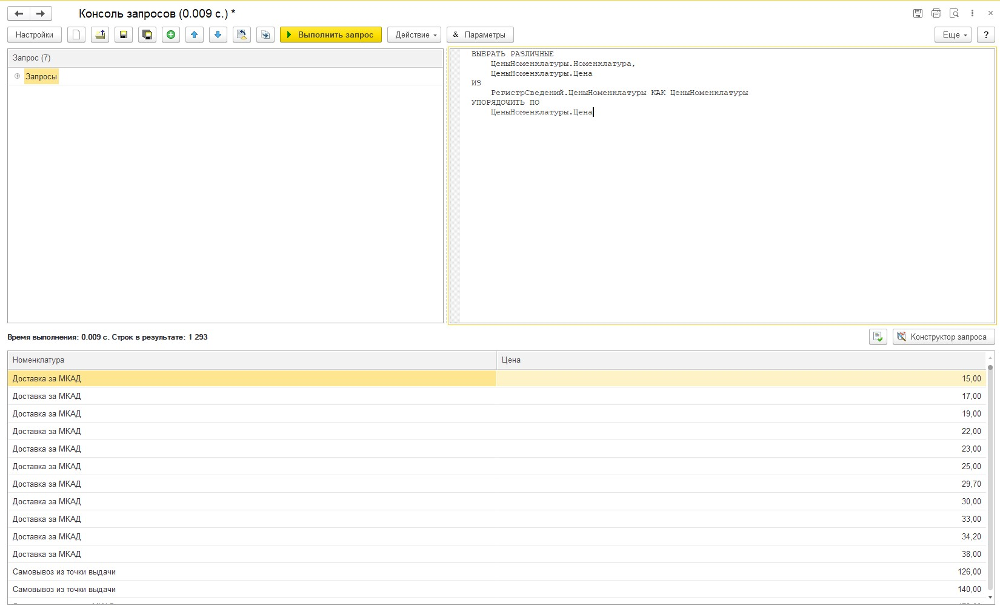 Консоль запросов (0.009 с.) *
Настройки
Выполнить запрос
Действие
& Параметры
Еще
?
Запрос (7)
Запросы
ВЫБРАТЬ РАЗЛИЧНЫЕ
ЦеныНоменклатуры.Номенклатура,
ЦеныНоменклатуры.Цена
ИЗ
РегистрСведений.ЦеныНоменклатуры КАК ЦеныНоменклатуры
УПОРЯДОЧИТЬ ПО
ЦеныНоменклатуры.Цена
Время выполнения: 0.009 с. Строк в результате: 1 293
Конструктор запроса
Номенклатура Цена
Доставка за МКАД 15,00
Доставка за МКАД 17,00
Доставка за МКАД 19,00
Доставка за МКАД 22,00
Доставка за МКАД 23,00
Доставка за МКАД 25,00
Доставка за МКАД 29,70
Доставка за МКАД 30,00
Доставка за МКАД 33,00
Доставка за МКАД 34,20
Доставка за МКАД 38,00
Самовывоз из точки выдачи 126,00
Самовывоз из точки выдачи 140,00